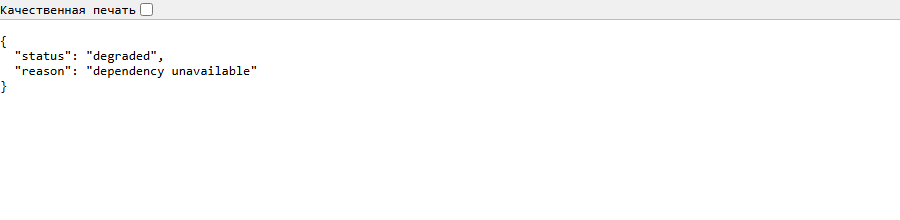 Качественная печать
{
  "status": "degraded",
  "reason": "dependency unavailable"
}